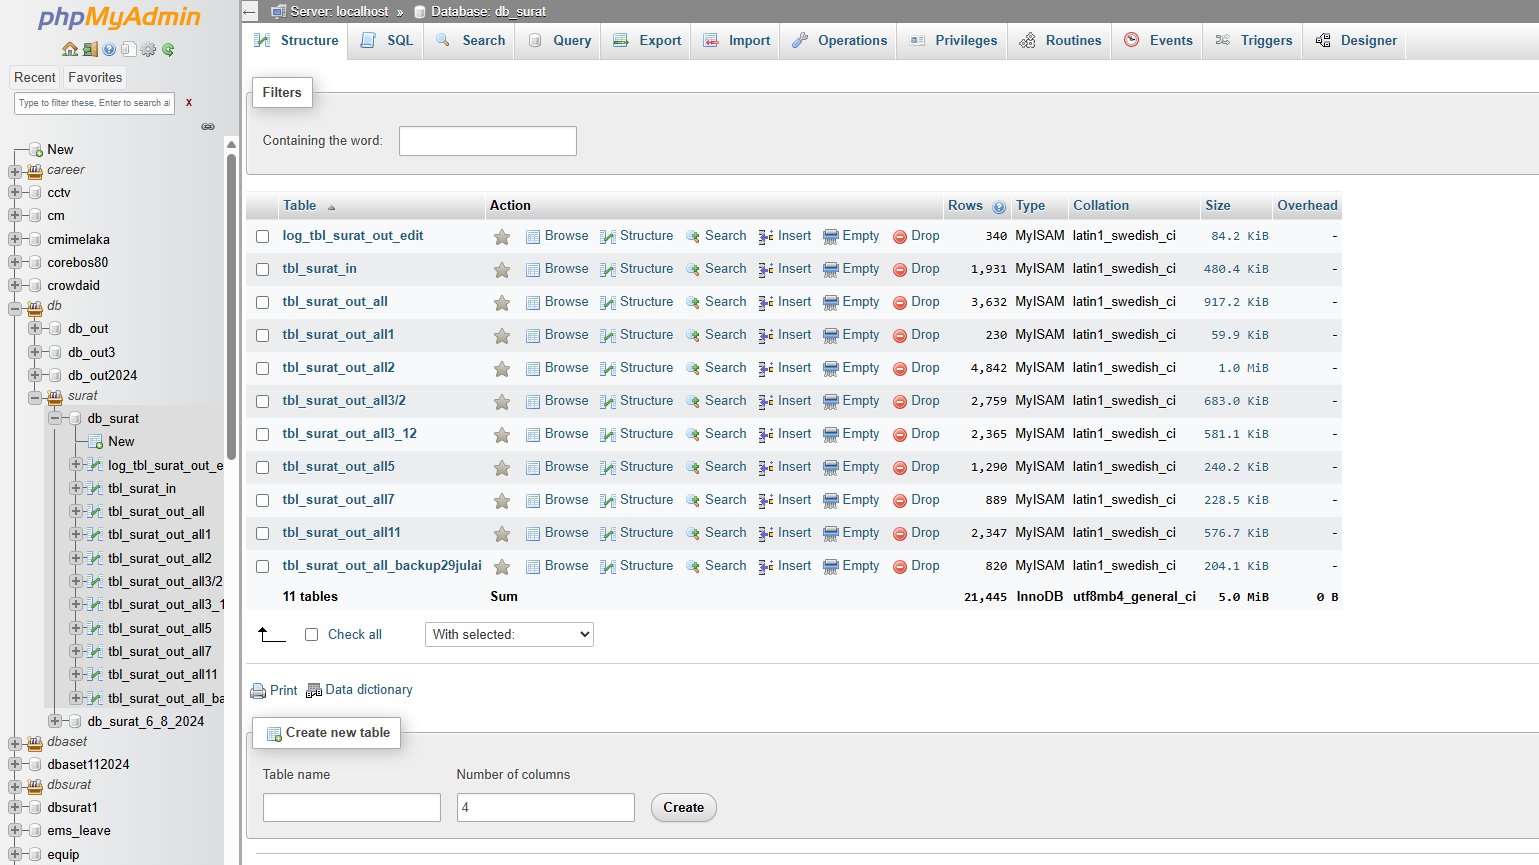 phpMyAdmin
Recent Favorites
Type to filter these, Enter to search al X
New
career
cctv
cm
cmimelaka
corebos80
crowdaid
db
db_out
db_out3
db_out2024
surat
db_surat
New
log_tbl_surat_out_e
tbl_surat_in
tbl_surat_out_all
tbl_surat_out_all1
tbl_surat_out_all2
tbl_surat_out_all3/2
tbl_surat_out_all3_1
tbl_surat_out_all5
tbl_surat_out_all7
tbl_surat_out_all11
tbl_surat_out_all_ba
db_surat_6_8_2024
dbaset
dbaset112024
dbsurat
dbsurat1
ems_leave
equip
Server: localhost » Database: db_surat
Structure SQL Search Query Export Import Operations Privileges Routines Events Triggers Designer
Filters
Containing the word:
Table Action Rows Type Collation Size Overhead
log_tbl_surat_out_edit Browse Structure Search Insert Empty Drop 340 MyISAM latin1_swedish_ci 84.2 KiB -
tbl_surat_in Browse Structure Search Insert Empty Drop 1,931 MyISAM latin1_swedish_ci 480.4 KiB -
tbl_surat_out_all Browse Structure Search Insert Empty Drop 3,632 MyISAM latin1_swedish_ci 917.2 KiB -
tbl_surat_out_all1 Browse Structure Search Insert Empty Drop 230 MyISAM latin1_swedish_ci 59.9 KiB -
tbl_surat_out_all2 Browse Structure Search Insert Empty Drop 4,842 MyISAM latin1_swedish_ci 1.0 MiB -
tbl_surat_out_all3/2 Browse Structure Search Insert Empty Drop 2,759 MyISAM latin1_swedish_ci 683.0 KiB -
tbl_surat_out_all3_12 Browse Structure Search Insert Empty Drop 2,365 MyISAM latin1_swedish_ci 581.1 KiB -
tbl_surat_out_all5 Browse Structure Search Insert Empty Drop 1,290 MyISAM latin1_swedish_ci 240.2 KiB -
tbl_surat_out_all7 Browse Structure Search Insert Empty Drop 889 MyISAM latin1_swedish_ci 228.5 KiB -
tbl_surat_out_all11 Browse Structure Search Insert Empty Drop 2,347 MyISAM latin1_swedish_ci 576.7 KiB -
tbl_surat_out_all_backup29julai Browse Structure Search Insert Empty Drop 820 MyISAM latin1_swedish_ci 204.1 KiB -
11 tables Sum 21,445 InnoDB utf8mb4_general_ci 5.0 MiB 0 B
Check all With selected:
Print Data dictionary
Create new table
Table name Number of columns
4 Create